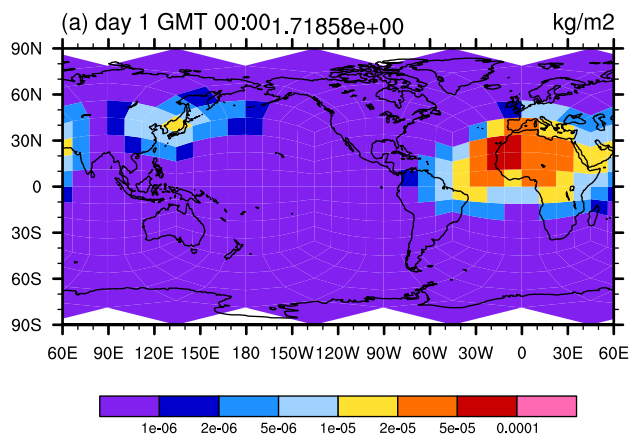 (a) day 1 GMT 00:00 1.71858e+00 kg/m2
90N
60N
30N
0
30S
60S
90S
60E 90E 120E 150E 180 150W 120W 90W 60W 30W 0 30E 60E
1e-06 2e-06 5e-06 1e-05 2e-05 5e-05 0.0001